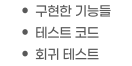 • 구현한 기능들
• 테스트 코드
• 회귀 테스트